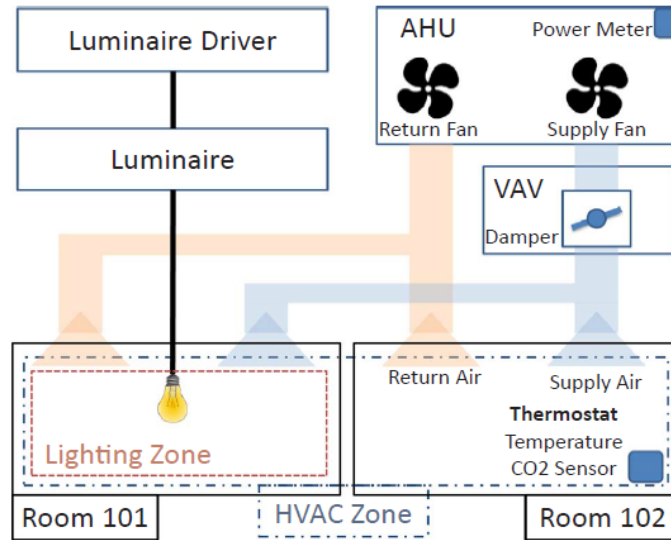 Luminaire Driver
AHU
Power Meter
Return Fan
Supply Fan
Luminaire
VAV
Damper
Return Air
Supply Air
Thermostat
Temperature
CO2 Sensor
Lighting Zone
Room 101
HVAC Zone
Room 102